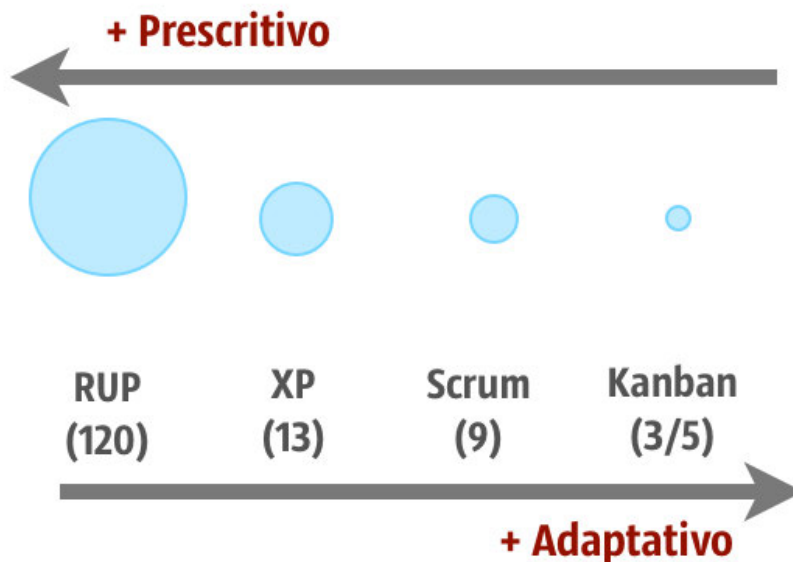 + Prescritivo
RUP
(120)
XP
(13)
Scrum
(9)
Kanban
(3/5)
+ Adaptativo